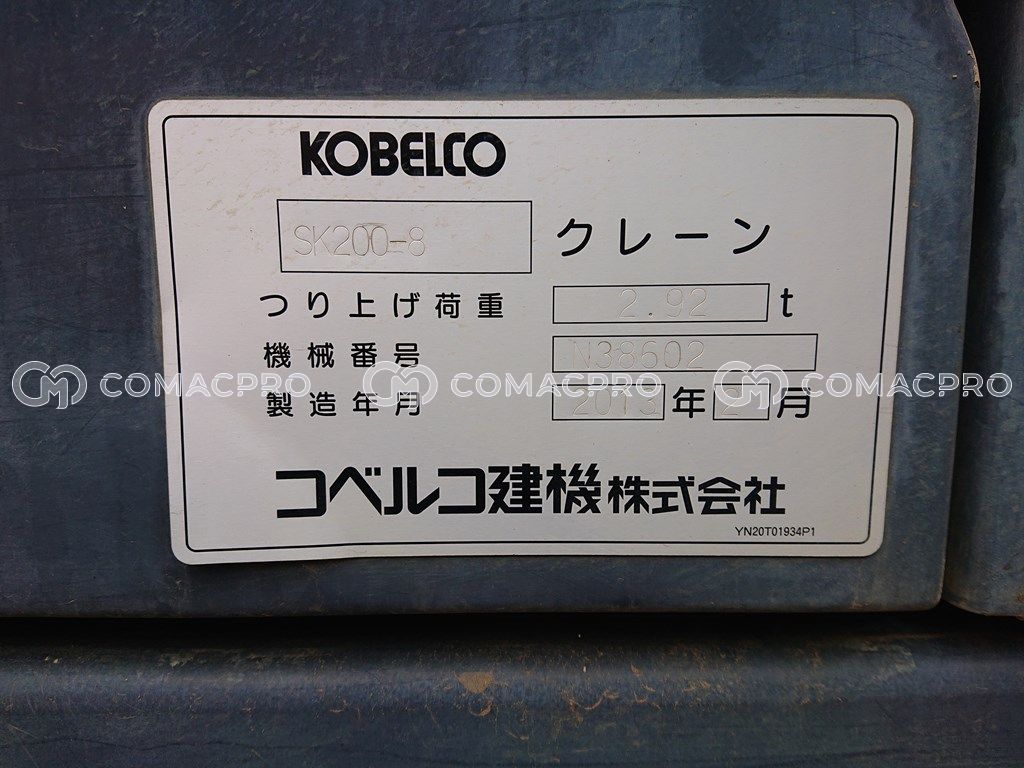 KOBELCO
SK200-8 クレーン
つり上げ荷重 2.92 t
機械番号 N38602
COMACPRO COMACPRO COMACPRO
製造年月 2013 年 2 月
コベルコ建機株式会社
YN20T01934P1